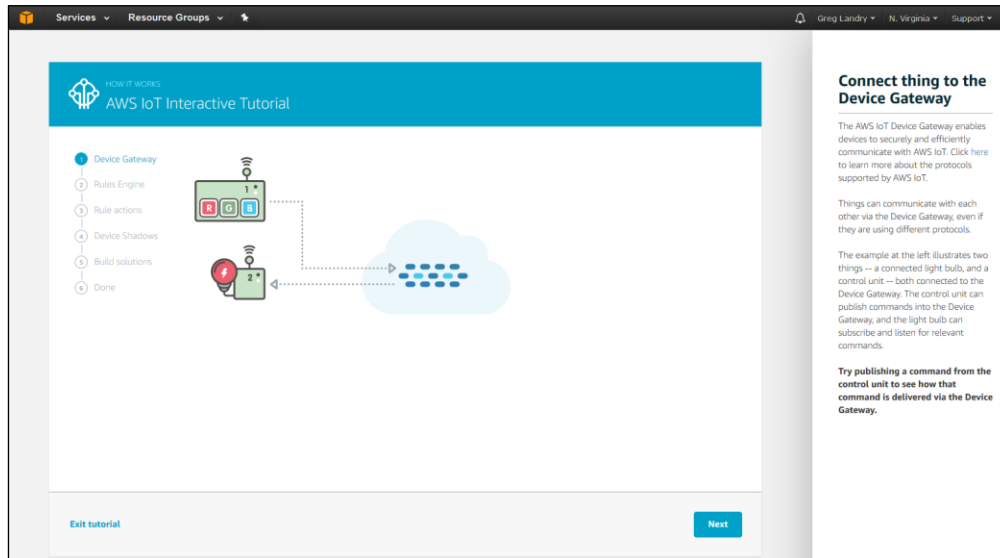 Services Resource Groups Greg Landry N. Virginia Support
HOW IT WORKS
AWS IoT Interactive Tutorial
1 Device Gateway
2 Rules Engine
3 Rule actions
4 Device Shadows
5 Build solutions
6 Done
1
R G B
2
Exit tutorial
Next
Connect thing to the
Device Gateway
The AWS IoT Device Gateway enables
devices to securely and efficiently
communicate with AWS IoT. Click here
to learn more about the protocols
supported by AWS IoT.
Things can communicate with each
other via the Device Gateway, even if
they are using different protocols.
The example at the left illustrates two
things -- a connected light bulb, and a
control unit -- both connected to the
Device Gateway. The control unit can
publish commands into the Device
Gateway, and the light bulb can
subscribe and listen for relevant
commands.
Try publishing a command from the
control unit to see how that
command is delivered via the Device
Gateway.